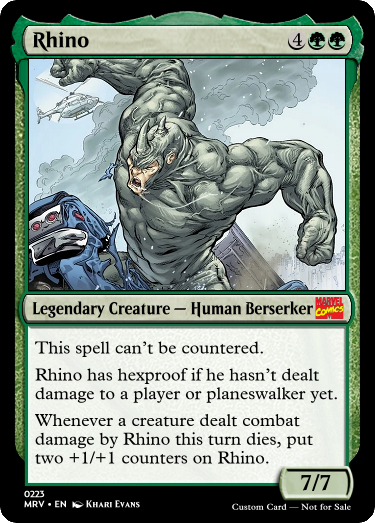 Rhino 4
Legendary Creature — Human Berserker MARVEL COMICS
This spell can't be countered.
Rhino has hexproof if he hasn't dealt
damage to a player or planeswalker yet.
Whenever a creature dealt combat
damage by Rhino this turn dies, put
two +1/+1 counters on Rhino.
7/7
0223
MRV • EN Khari Evans
Custom Card — Not for Sale